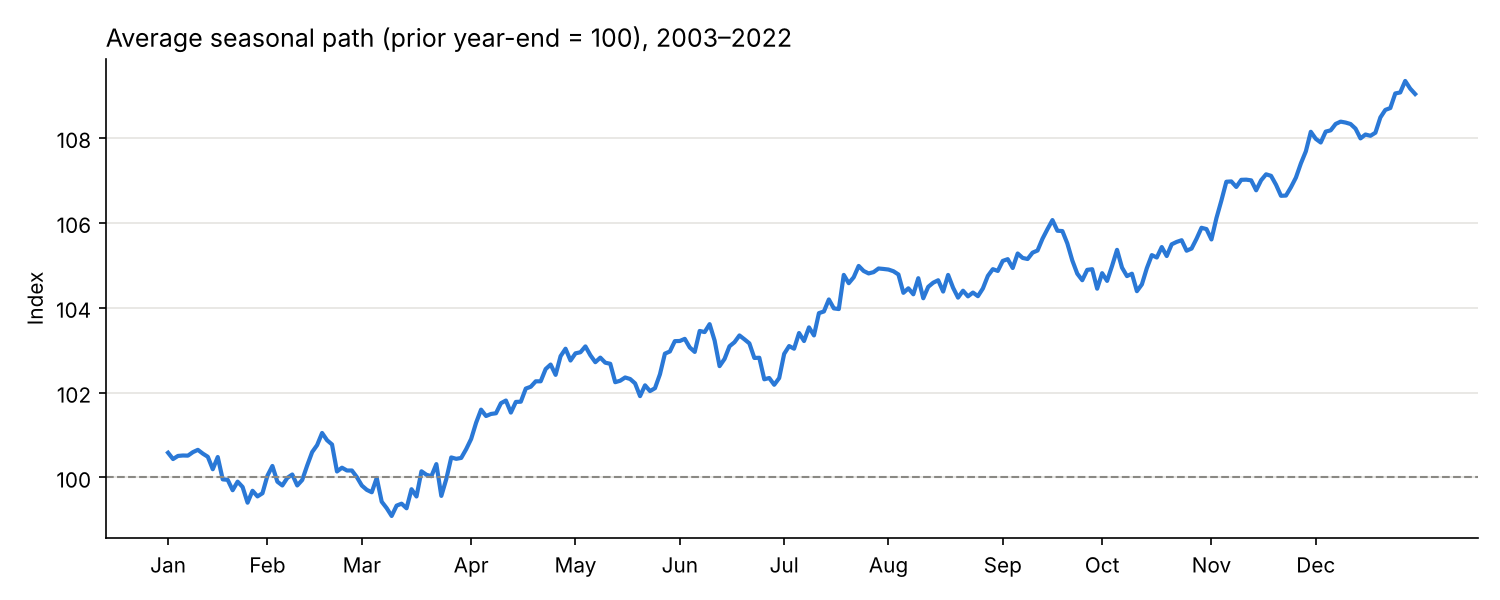 Average seasonal path (prior year-end = 100), 2003–2022
Index
108
106
104
102
100
Jan Feb Mar Apr May Jun Jul Aug Sep Oct Nov Dec